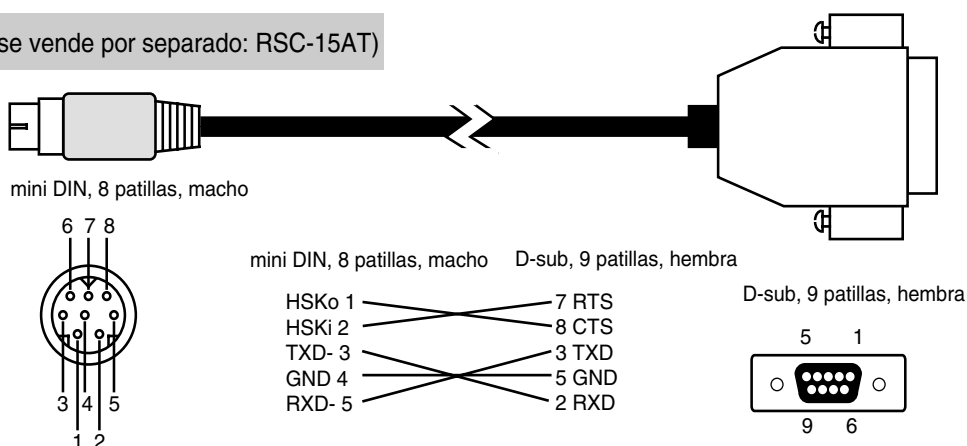 se vende por separado: RSC-15AT)
mini DIN, 8 patillas, macho
6 7 8
3 4 5
1 2
mini DIN, 8 patillas, macho D-sub, 9 patillas, hembra
HSKo 1 7 RTS
HSKi 2 8 CTS
TXD- 3 3 TXD
GND 4 5 GND
RXD- 5 2 RXD
D-sub, 9 patillas, hembra
5 1
9 6